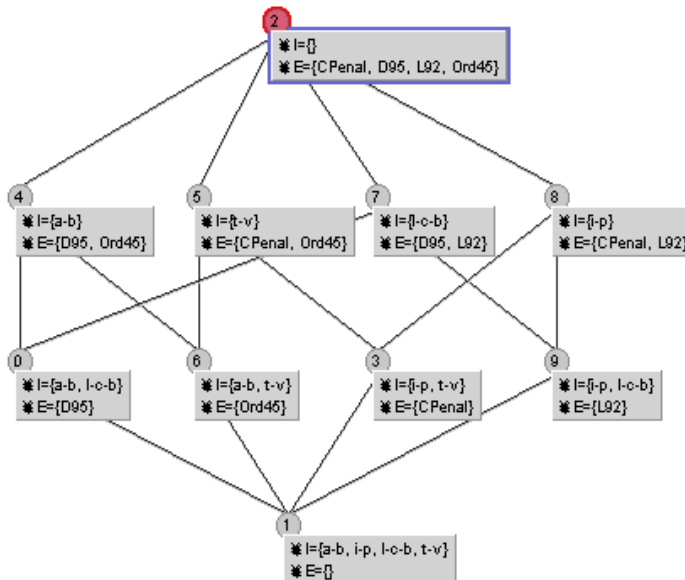 2
I={}
E={CPenal, D95, L92, Ord45}
4
5
7
8
I={a-b}
E={D95, Ord45}
I={t-v}
E={CPenal, Ord45}
I={l-c-b}
E={D95, L92}
I={i-p}
E={CPenal, L92}
0
6
3
9
I={a-b, l-c-b}
E={D95}
I={a-b, t-v}
E={Ord45}
I={i-p, t-v}
E={CPenal}
I={i-p, l-c-b}
E={L92}
1
I={a-b, i-p, l-c-b, t-v}
E={}